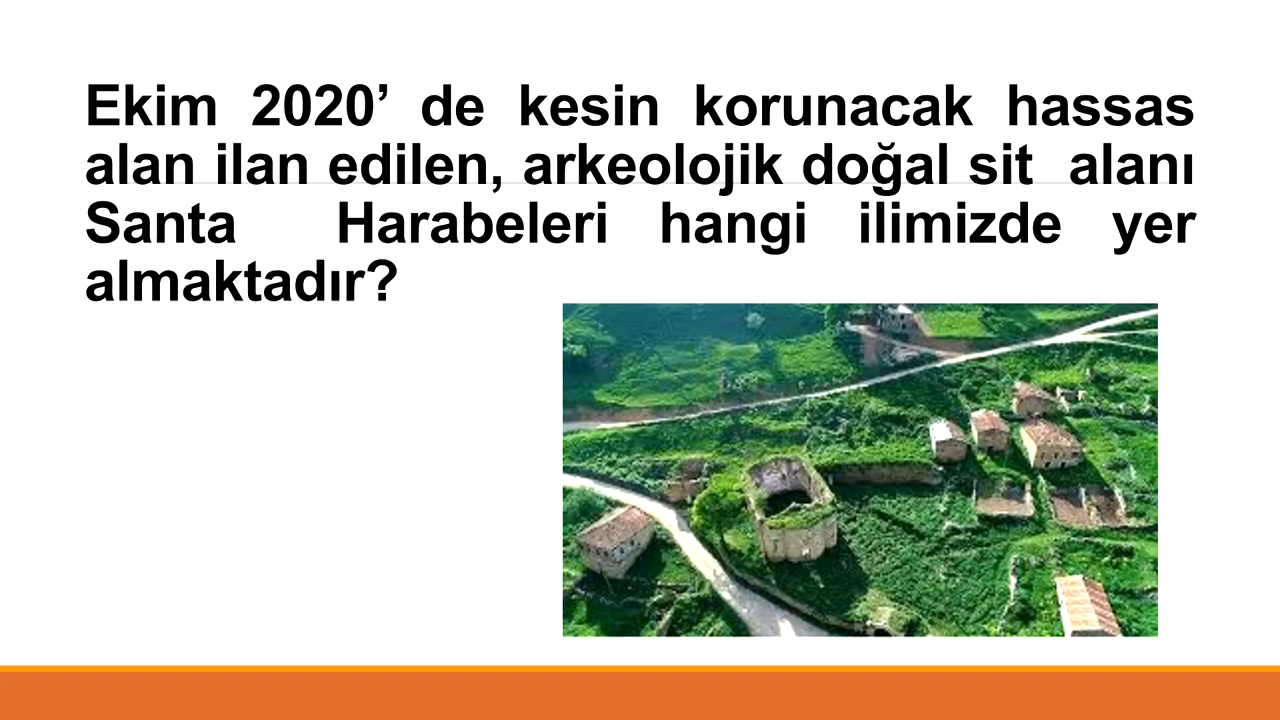 Ekim 2020’ de kesin korunacak hassas
alan ilan edilen, arkeolojik doğal sit alanı
Santa Harabeleri hangi ilimizde yer
almaktadır?